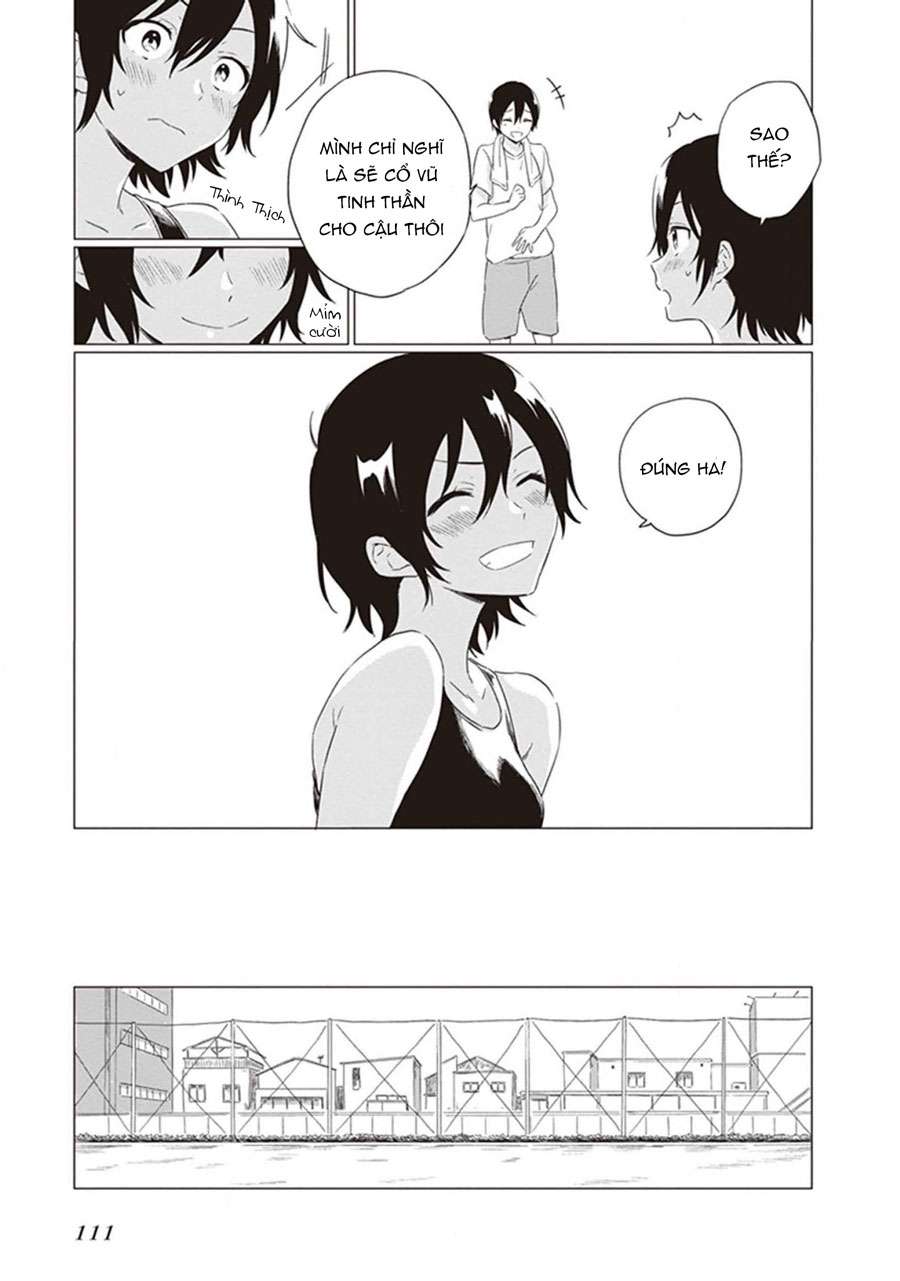 SAO
THẾ?
MÌNH CHỈ NGHĨ
LÀ SẼ CỔ VŨ
TINH THẦN
CHO CẬU THÔI
Thình Thịch
Mỉm
cười
ĐÚNG HA!
111